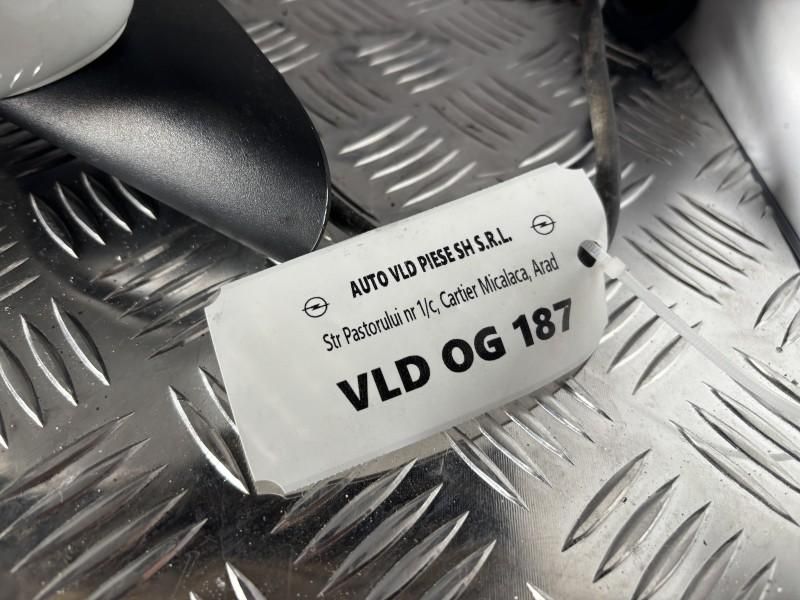 AUTO VLD PIESE SH S.R.L.
Str Pastorului nr 1/c, Cartier Micalaca, Arad
VLD OG 187